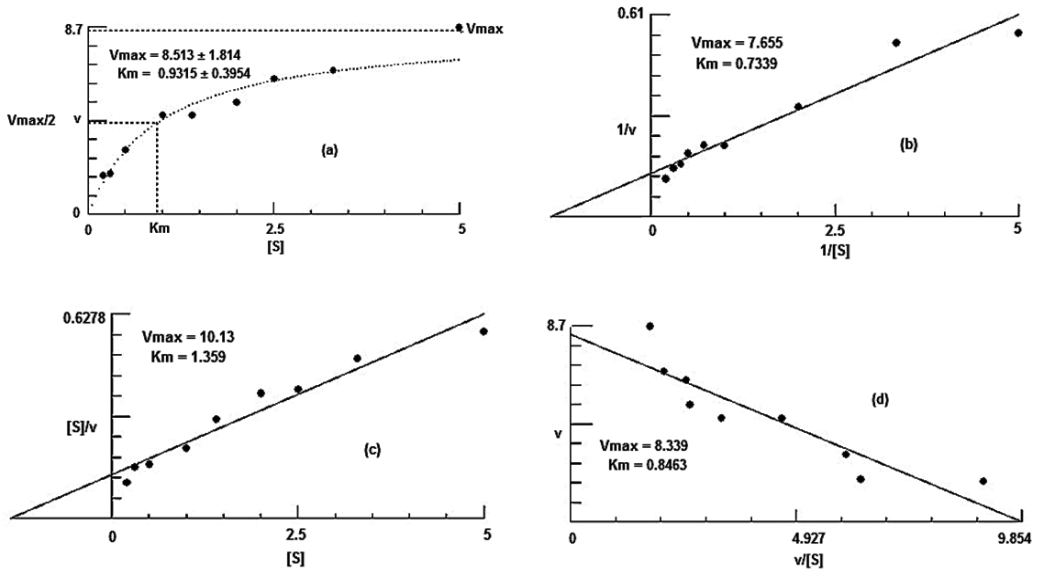 8.7
Vmax
Vmax = 8.513 ± 1.814
Km = 0.9315 ± 0.3954
Vmax/2
v
(a)
0
0
Km
2.5
5
[S]
0.61
Vmax = 7.655
Km = 0.7339
1/v
(b)
0
2.5
5
1/[S]
0.6278
Vmax = 10.13
Km = 1.359
[S]/v
(c)
0
2.5
5
[S]
8.7
(d)
v
Vmax = 8.339
Km = 0.8463
0
4.927
9.854
v/[S]